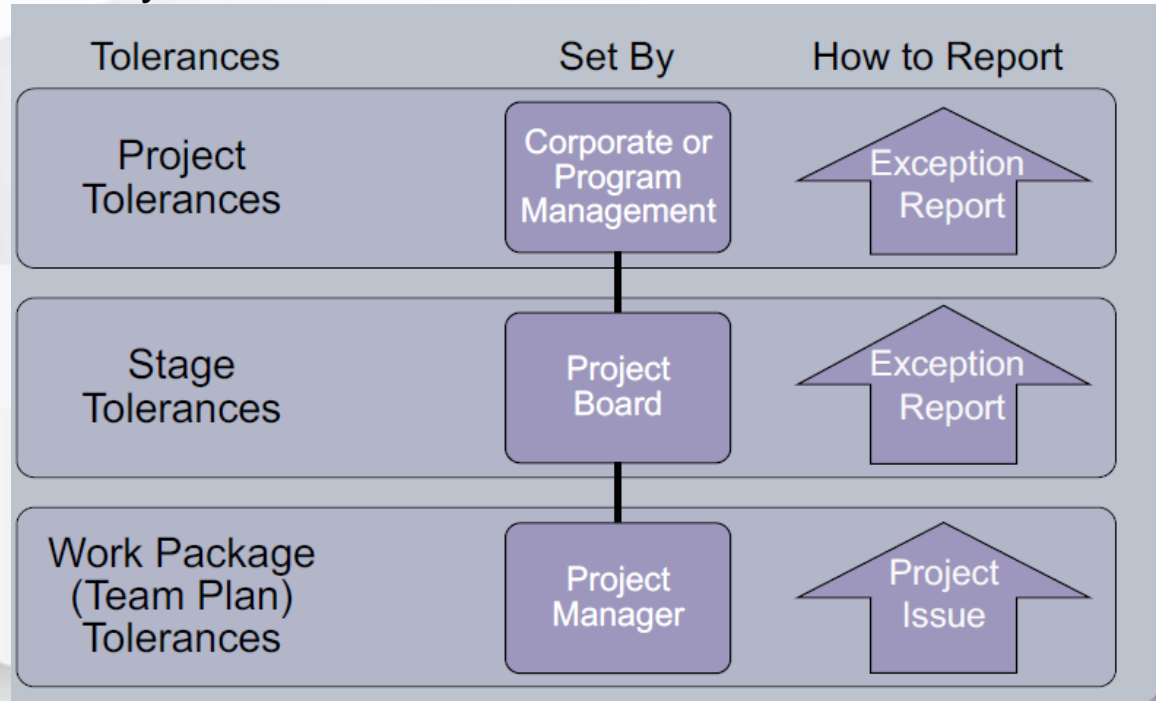 Tolerances Set By How to Report
Project
Tolerances
Corporate or
Program
Management
Exception
Report
Stage
Tolerances
Project
Board
Exception
Report
Work Package
(Team Plan)
Tolerances
Project
Manager
Project
Issue